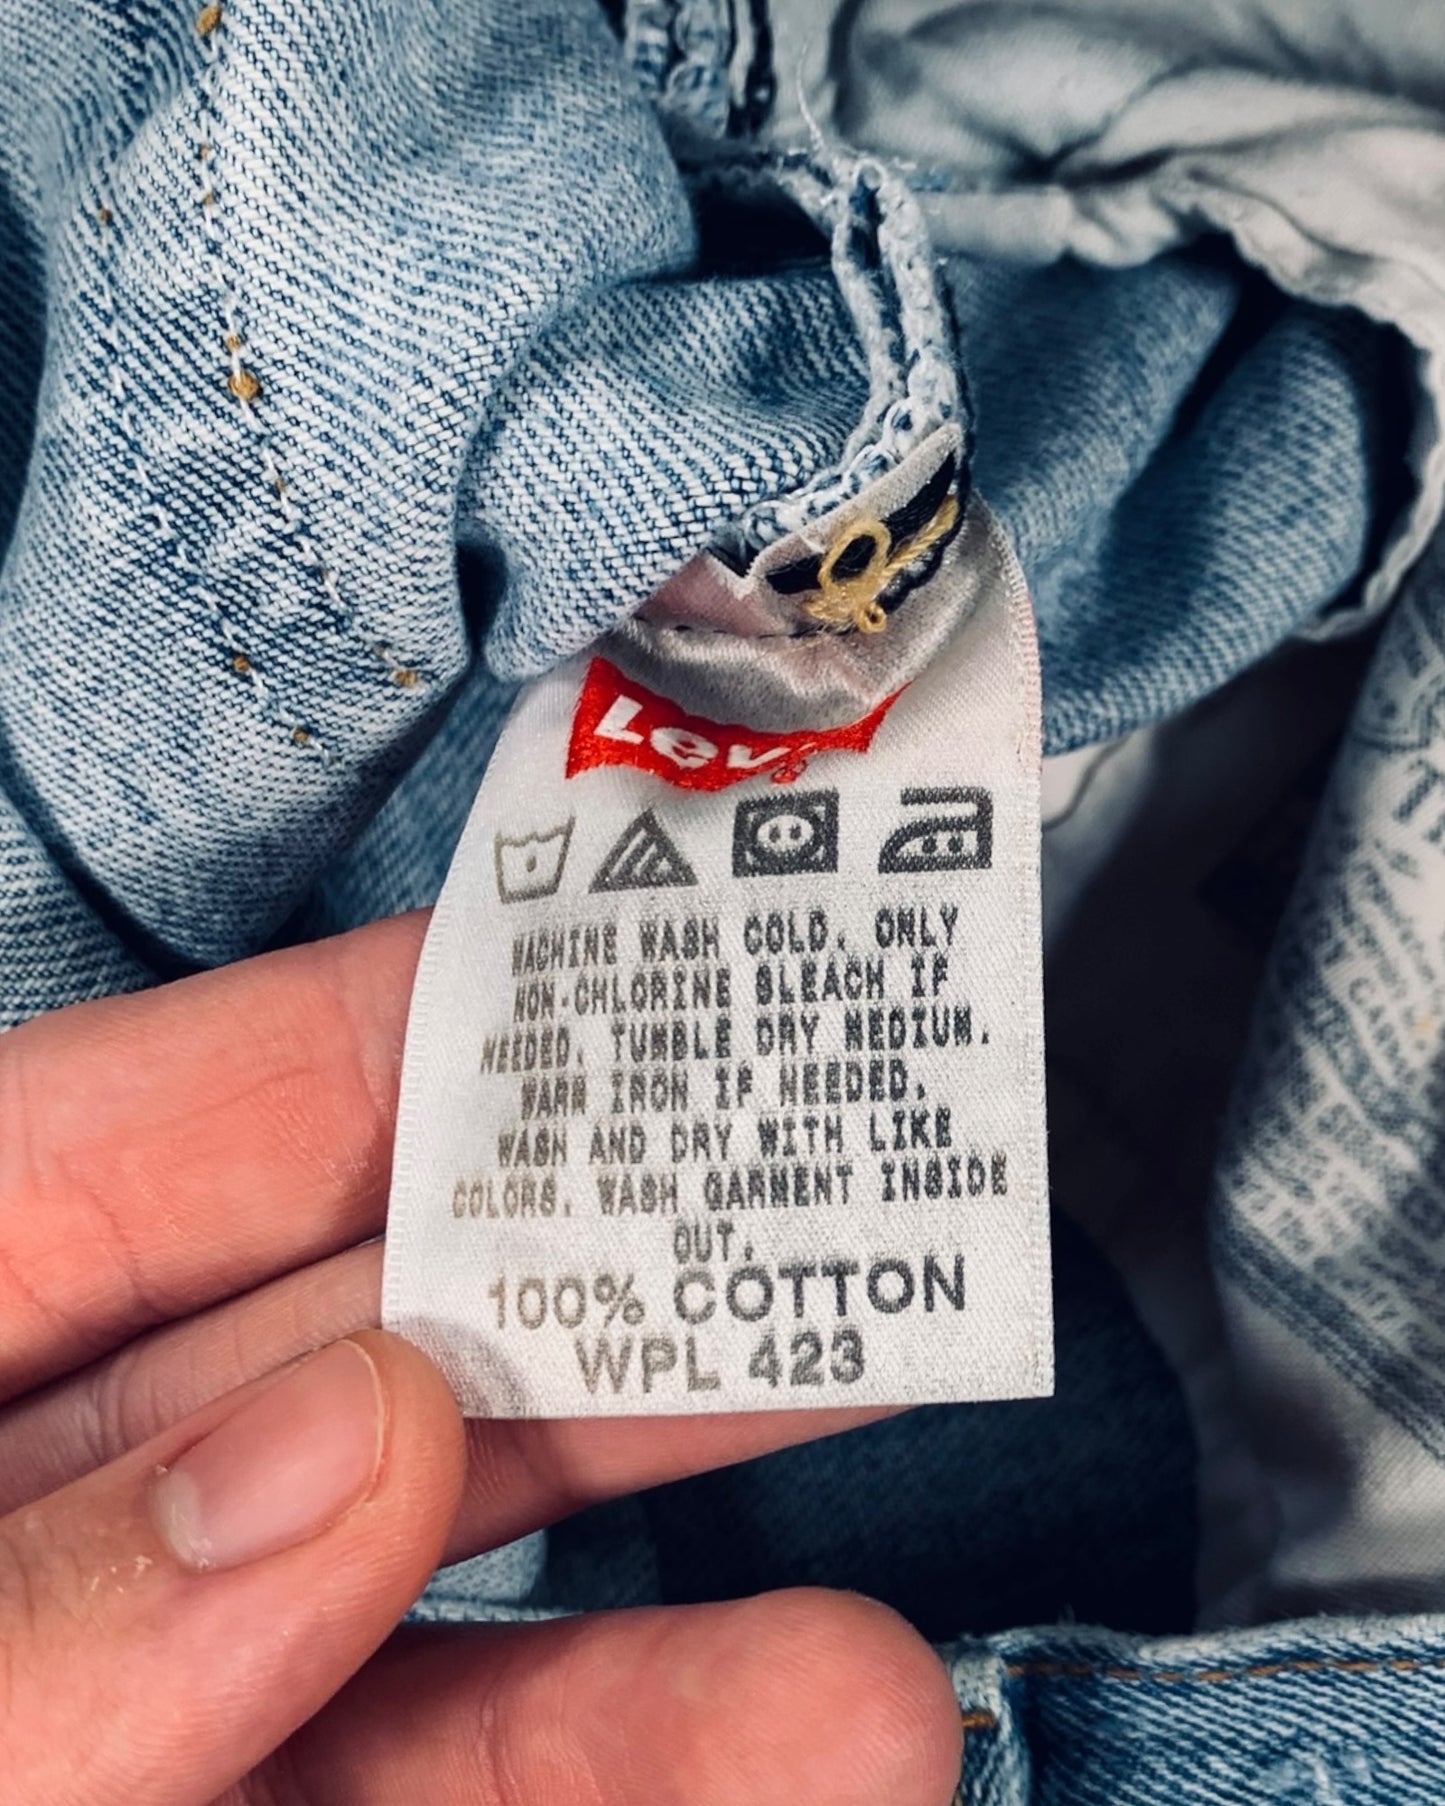 Levi's
MACHINE WASH COLD. ONLY
NON-CHLORINE BLEACH IF
NEEDED. TUMBLE DRY MEDIUM.
WARM IRON IF NEEDED.
WASH AND DRY WITH LIKE
COLORS. WASH GARMENT INSIDE
OUT.
100% COTTON
WPL 423